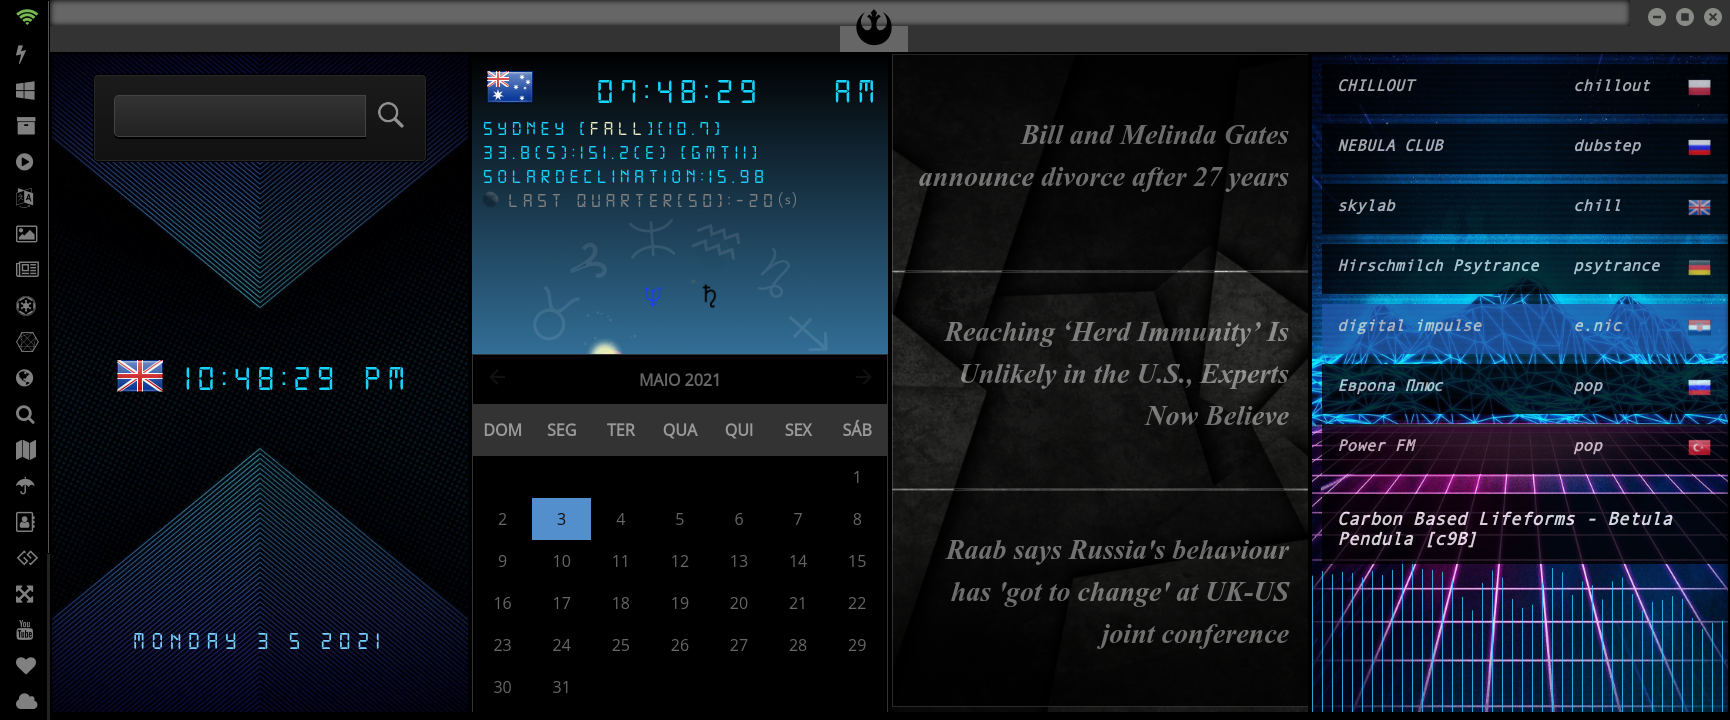 You
Tube
10:48:29 PM
MONDAY 3 5 2021
07:48:29 AM
SYDNEY [FALL][10.7]
33.8(S):151.2(E) [GMT11]
SOLARDECLINATION:15.98
LAST QUARTER[50]:-20(s)
MAIO 2021
DOM SEG TER QUA QUI SEX SÁB
1
2 3 4 5 6 7 8
9 10 11 12 13 14 15
16 17 18 19 20 21 22
23 24 25 26 27 28 29
30 31
Bill and Melinda Gates
announce divorce after 27 years
Reaching ‘Herd Immunity’ Is
Unlikely in the U.S., Experts
Now Believe
Raab says Russia's behaviour
has 'got to change' at UK-US
joint conference
CHILLOUT chillout
NEBULA CLUB dubstep
skylab chill
Hirschmilch Psytrance psytrance
digital impulse e.nic
Европа Плюс pop
Power FM pop
Carbon Based Lifeforms - Betula
Pendula [c9B]